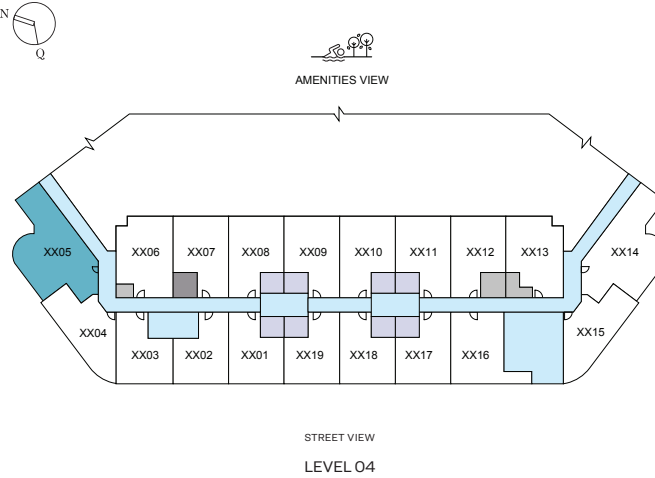 N
Q
AMENITIES VIEW
XX05
XX06
XX07
XX08
XX09
XX10
XX11
XX12
XX13
XX14
XX04
XX03
XX02
XX01
XX19
XX18
XX17
XX16
XX15
STREET VIEW
LEVEL 04